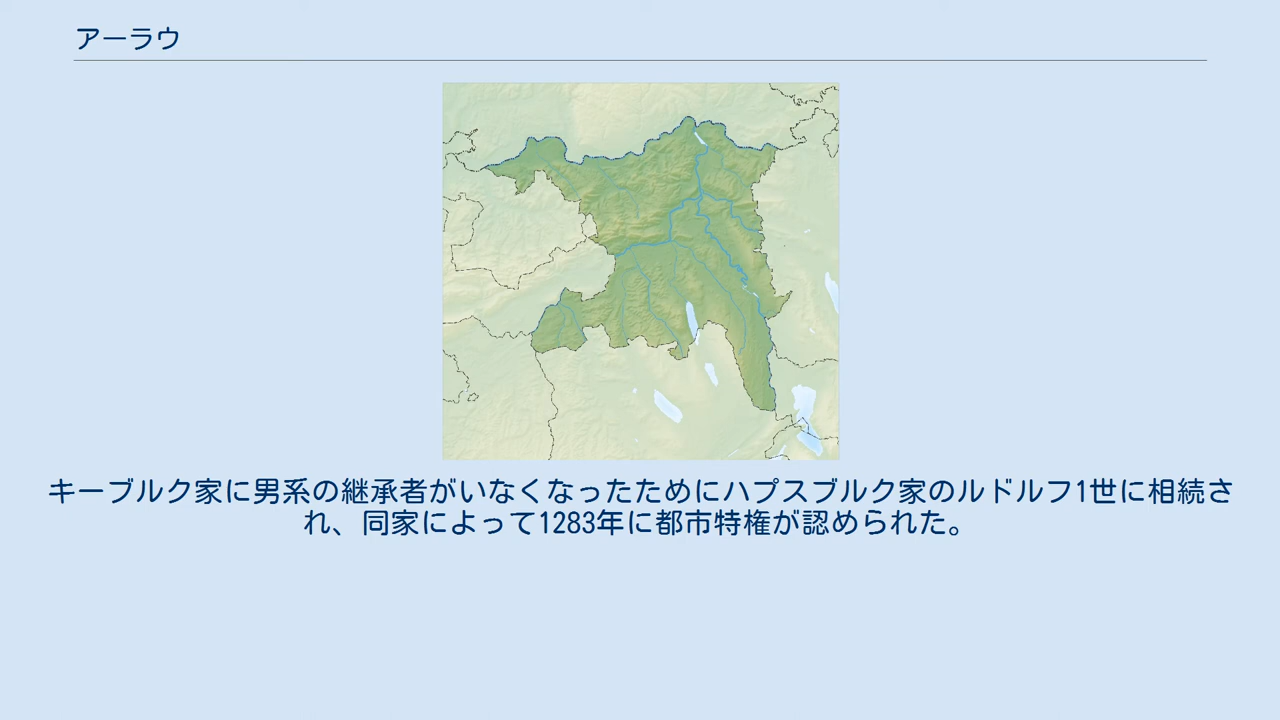 アーラウ
キーブルク家に男系の継承者がいなくなったためにハプスブルク家のルドルフ1世に相続さ
れ、同家によって1283年に都市特権が認められた。